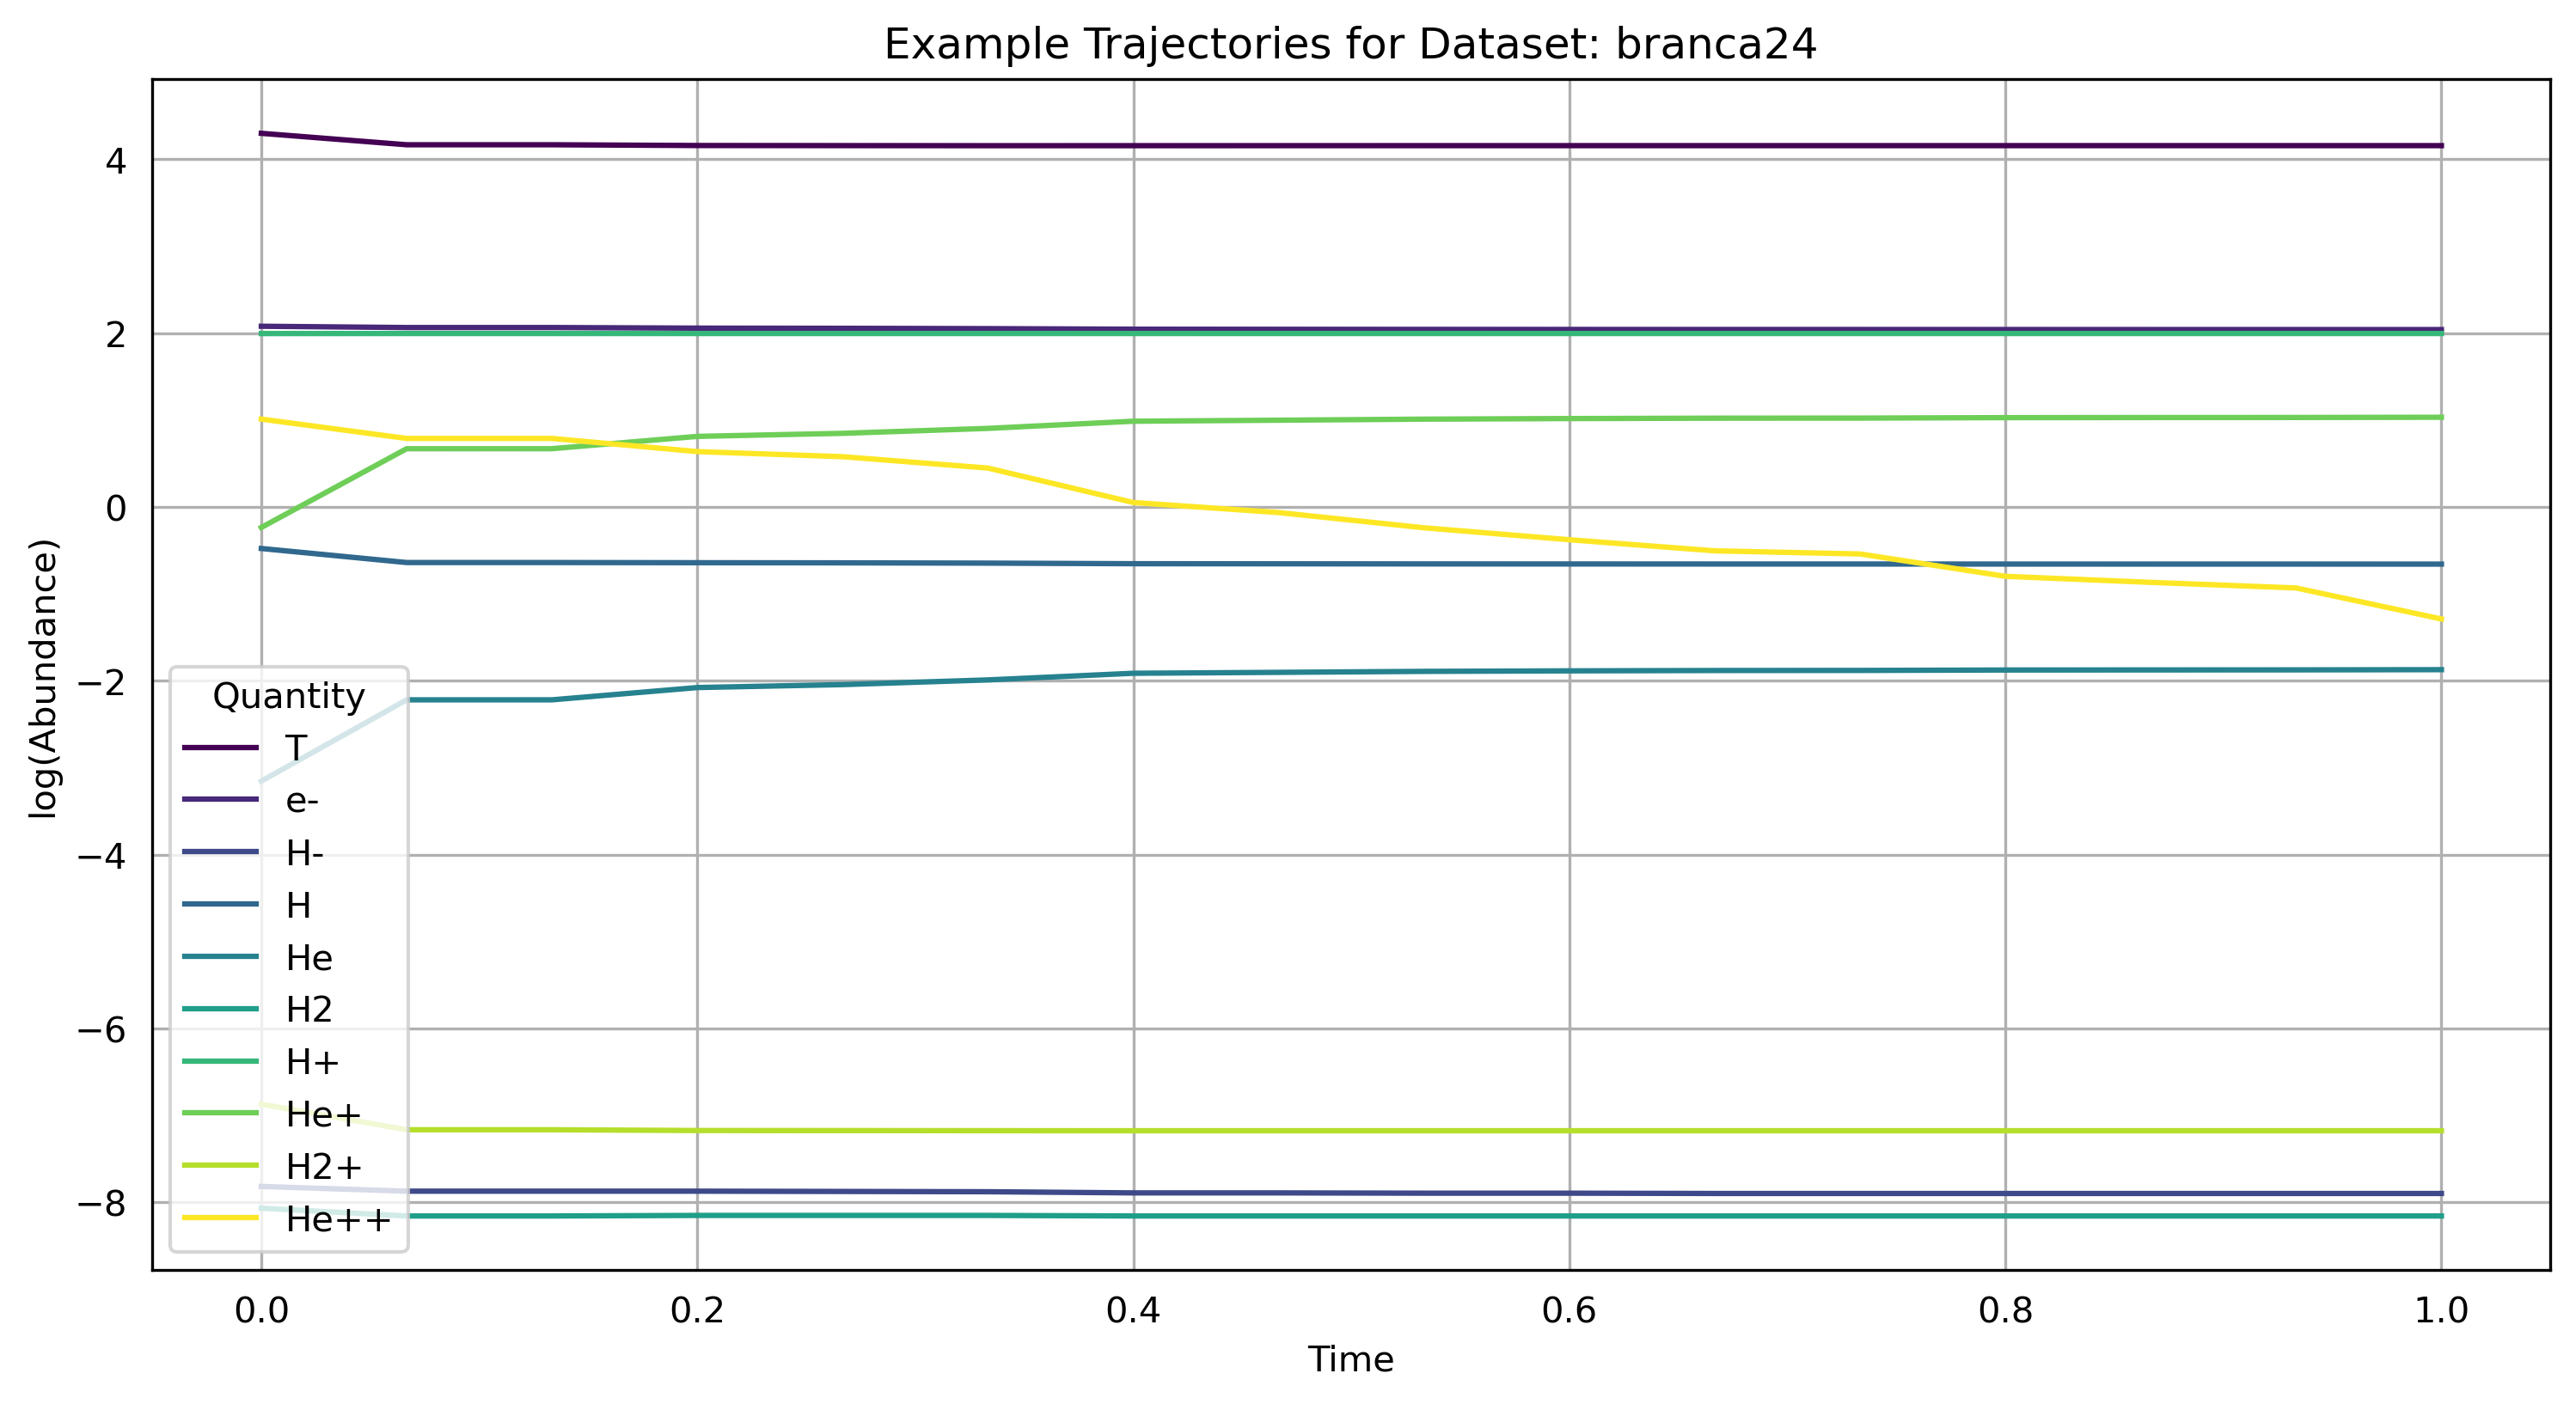 Example Trajectories for Dataset: branca24
log(Abundance)
4
2
0
−2
−4
−6
−8
Quantity
T
e-
H-
H
He
H2
H+
He+
H2+
He++
0.0 0.2 0.4 0.6 0.8 1.0
Time